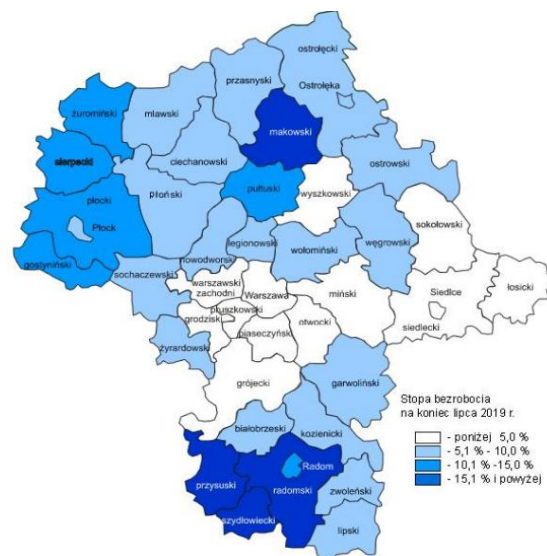 ostrołęcki
Ostrołęka
przasnyski
żuromiński
mlawski
makowski
sierpecki
ciechanowski
ostrowski
pułtuski
wyszkowski
płocki
płoński
Płock
sokołowski
legionowski
wołomiński
węgrowski
gostyniński
nowodworski
sochaczewski
warszawski
zachodni
Warszawa
miński
Siedlce
łosicki
pruszkowski
grodziski
otwocki
siedlecki
piaseczyński
żyrardowski
grójecki
garwoliński
białobrzeski
kozienicki
Radom
przysuski
radomski
zwoleński
szydłowiecki
lipski
Stopa bezrobocia
na koniec lipca 2019 r.
- poniżej 5,0 %
- 5,1 % - 10,0 %
- 10,1 % -15,0 %
- 15,1 % i powyżej